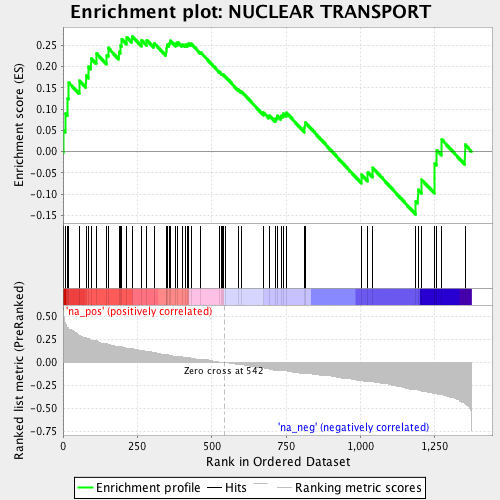 Enrichment plot: NUCLEAR TRANSPORT
Enrichment score (ES)
0.25
0.20
0.15
0.10
0.05
0.00
-0.05
-0.10
-0.15
'na_pos' (positively correlated)
Ranked list metric (PreRanked)
0.50
0.25
0.00
-0.25
-0.50
-0.75
Zero cross at 542
'na_neg' (negatively correlated)
0 250 500 750 1,000 1,250
Rank in Ordered Dataset
Enrichment profile Hits Ranking metric scores